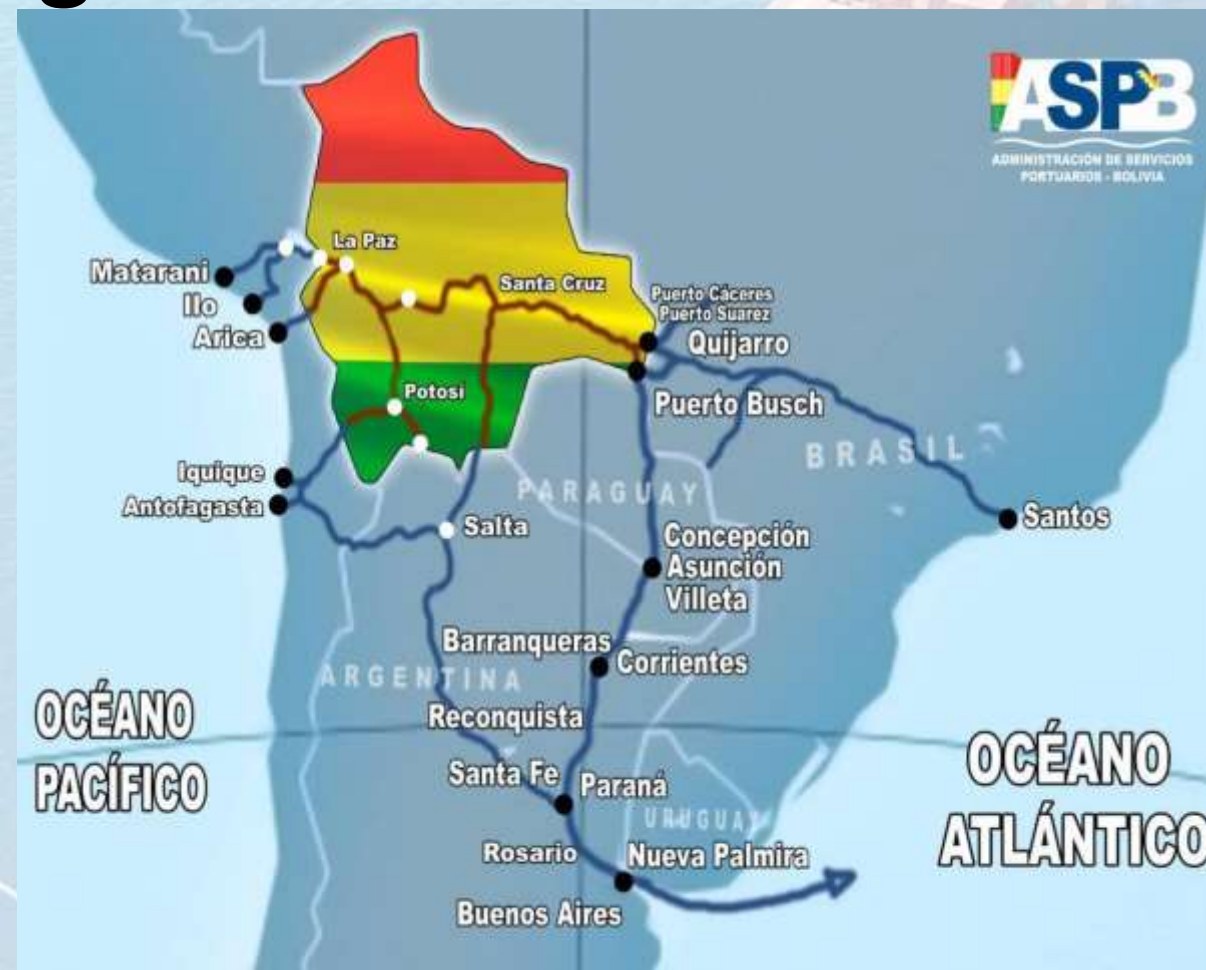 ASPB
ADMINISTRACIÓN DE SERVICIOS
PORTUARIOS - BOLIVIA
La Paz
Matarani
Ilo
Arica
Santa Cruz
Puerto Cáceres
Puerto Suarez
Quijarro
Puerto Busch
Potosí
BRASIL
Iquique
Antofagasta
PARAGUAY
Salta
Santos
Concepción
Asunción
Villeta
Barranqueras
Corrientes
ARGENTINA
OCÉANO
PACÍFICO
Reconquista
Santa Fe
Paraná
OCÉANO
ATLÁNTICO
URUGUAY
Rosario
Nueva Palmira
Buenos Aires